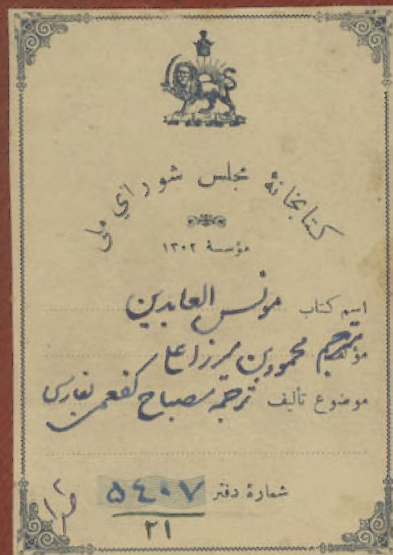 کتابخانهٔ مجلس شورای ملی
مؤسسهٔ ۱۳۰۲
اسم کتاب مونس العابدین
مترجم محمود بن میرزا علی
موضوع تألیف ترجمه مصباح کفعمی بفارسی
شمارهٔ دفتر ۵۴۰۷
۲۱